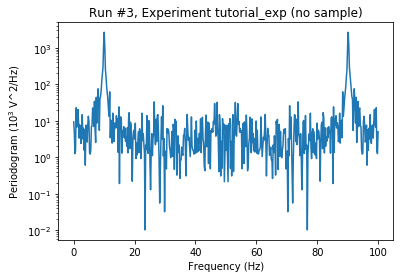 Run #3, Experiment tutorial_exp (no sample)
Periodogram (10³ V^2/Hz)
10³
10²
10¹
10⁰
10⁻¹
10⁻²
0 20 40 60 80 100
Frequency (Hz)